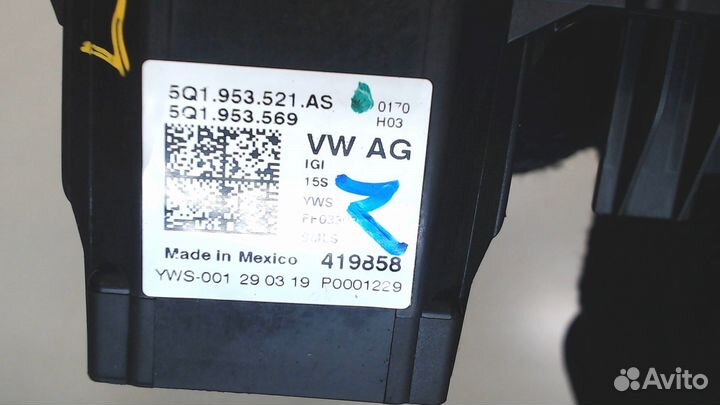 5Q1.953.521.AS
5Q1.953.569
0170
H03
VW AG
IGI
15S
YWS
Made in Mexico 419858
YWS-001 29 03 19 P0001229
Avito